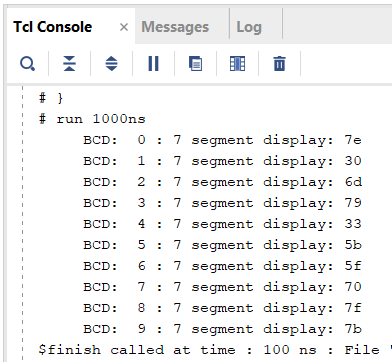 Tcl Console × Messages Log
# }
# run 1000ns
BCD: 0 : 7 segment display: 7e
BCD: 1 : 7 segment display: 30
BCD: 2 : 7 segment display: 6d
BCD: 3 : 7 segment display: 79
BCD: 4 : 7 segment display: 33
BCD: 5 : 7 segment display: 5b
BCD: 6 : 7 segment display: 5f
BCD: 7 : 7 segment display: 70
BCD: 8 : 7 segment display: 7f
BCD: 9 : 7 segment display: 7b
$finish called at time : 100 ns : File "